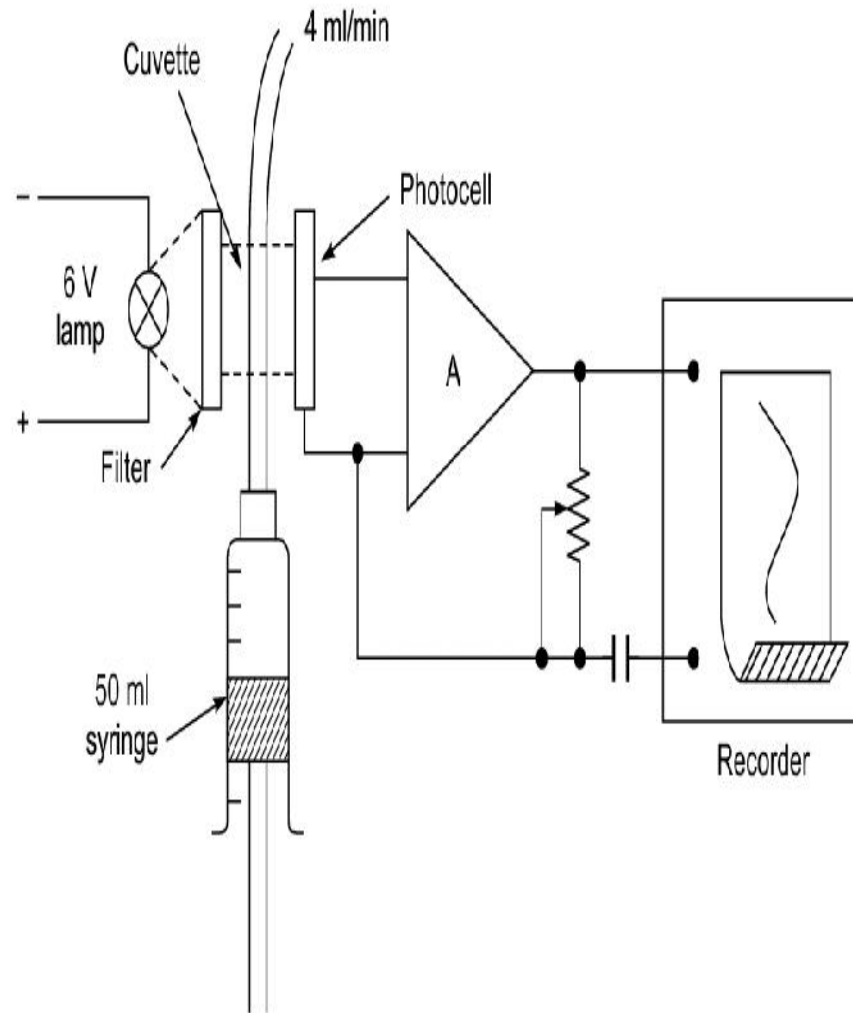 4 ml/min
Cuvette
Photocell
–
6 V
lamp
A
+
Filter
50 ml
syringe
Recorder